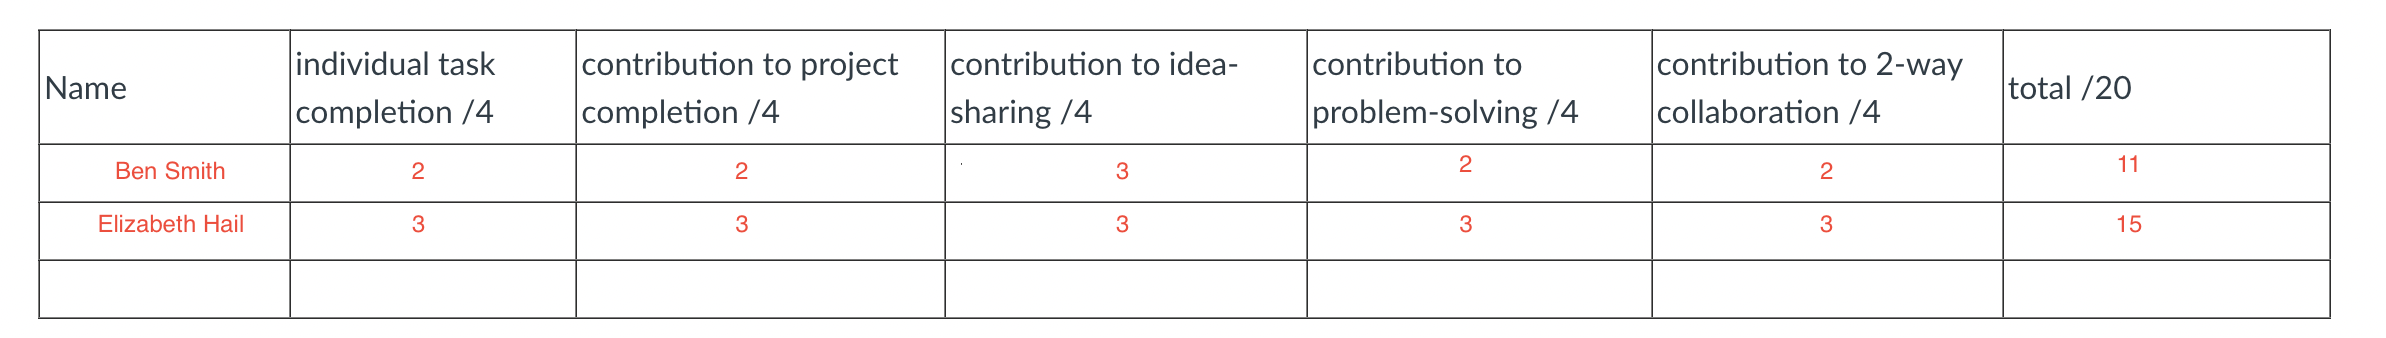 Name
individual task
completion /4
contribution to project
completion /4
contribution to idea-
sharing /4
contribution to
problem-solving /4
contribution to 2-way
collaboration /4
total /20
Ben Smith 2 2 3 2 2 11
Elizabeth Hail 3 3 3 3 3 15